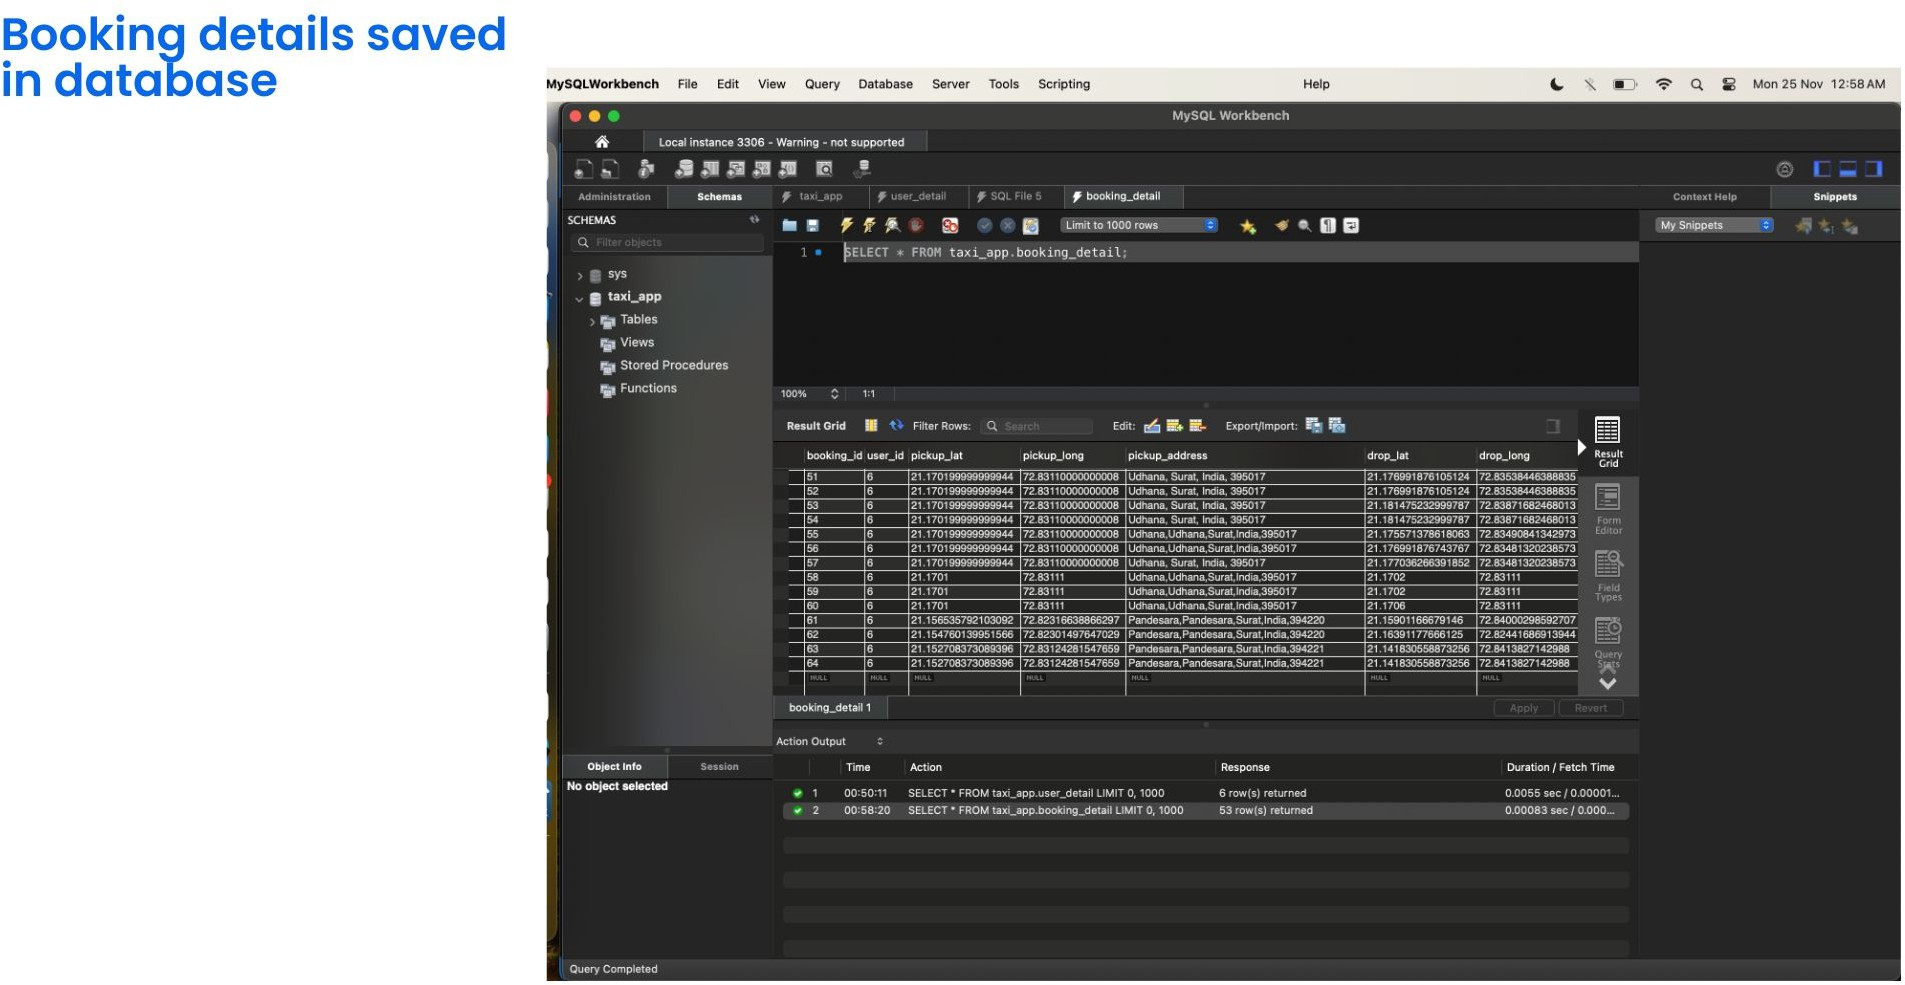 Booking details saved
in database
MySQLWorkbench File Edit View Query Database Server Tools Scripting Help Mon 25 Nov 12:58 AM
MySQL Workbench
Local instance 3306 - Warning - not supported
Administration Schemas taxi_app user_detail SQL File 5 booking_detail Context Help Snippets
SCHEMAS Limit to 1000 rows My Snippets
Filter objects
1 SELECT * FROM taxi_app.booking_detail;
sys
taxi_app
Tables
Views
Stored Procedures
Functions
100% 1:1
Result Grid Filter Rows: Search Edit: Export/Import:
Result
Grid
booking_id user_id pickup_lat pickup_long pickup_address drop_lat drop_long
51 6 21.170199999999944 72.83110000000008 Udhana, Surat, India, 395017 21.176991876105124 72.83538446388835
52 6 21.170199999999944 72.83110000000008 Udhana, Surat, India, 395017 21.176991876105124 72.83538446388835
53 6 21.170199999999944 72.83110000000008 Udhana, Surat, India, 395017 21.181475232999787 72.83871682468013
54 6 21.170199999999944 72.83110000000008 Udhana, Surat, India, 395017 21.181475232999787 72.83871682468013
55 6 21.170199999999944 72.83110000000008 Udhana,Udhana,Surat,India,395017 21.175571378618063 72.83490841342973
56 6 21.170199999999944 72.83110000000008 Udhana,Udhana,Surat,India,395017 21.176991876743767 72.83481320238573
57 6 21.170199999999944 72.83110000000008 Udhana, Surat, India, 395017 21.177036266391852 72.83481320238573
58 6 21.1701 72.83111 Udhana,Udhana,Surat,India,395017 21.1702 72.83111
59 6 21.1701 72.83111 Udhana,Udhana,Surat,India,395017 21.1702 72.83111
60 6 21.1701 72.83111 Udhana,Udhana,Surat,India,395017 21.1706 72.83111
61 6 21.156535792103092 72.82316638866297 Pandesara,Pandesara,Surat,India,394220 21.15901166679146 72.84000298592707
62 6 21.154760139951566 72.82301497647029 Pandesara,Pandesara,Surat,India,394220 21.16391177666125 72.82441686913944
63 6 21.152708373089396 72.83124281547659 Pandesara,Pandesara,Surat,India,394221 21.141830558873256 72.8413827142988
64 6 21.152708373089396 72.83124281547659 Pandesara,Pandesara,Surat,India,394221 21.141830558873256 72.8413827142988
NULL NULL NULL NULL NULL NULL NULL
Form
Editor
Field
Types
Query
Stats
booking_detail 1 Apply Revert
Action Output
Time Action Response Duration / Fetch Time
1 00:50:11 SELECT * FROM taxi_app.user_detail LIMIT 0, 1000 6 row(s) returned 0.0055 sec / 0.00001...
2 00:58:20 SELECT * FROM taxi_app.booking_detail LIMIT 0, 1000 53 row(s) returned 0.00083 sec / 0.000...
Object Info Session
No object selected
Query Completed